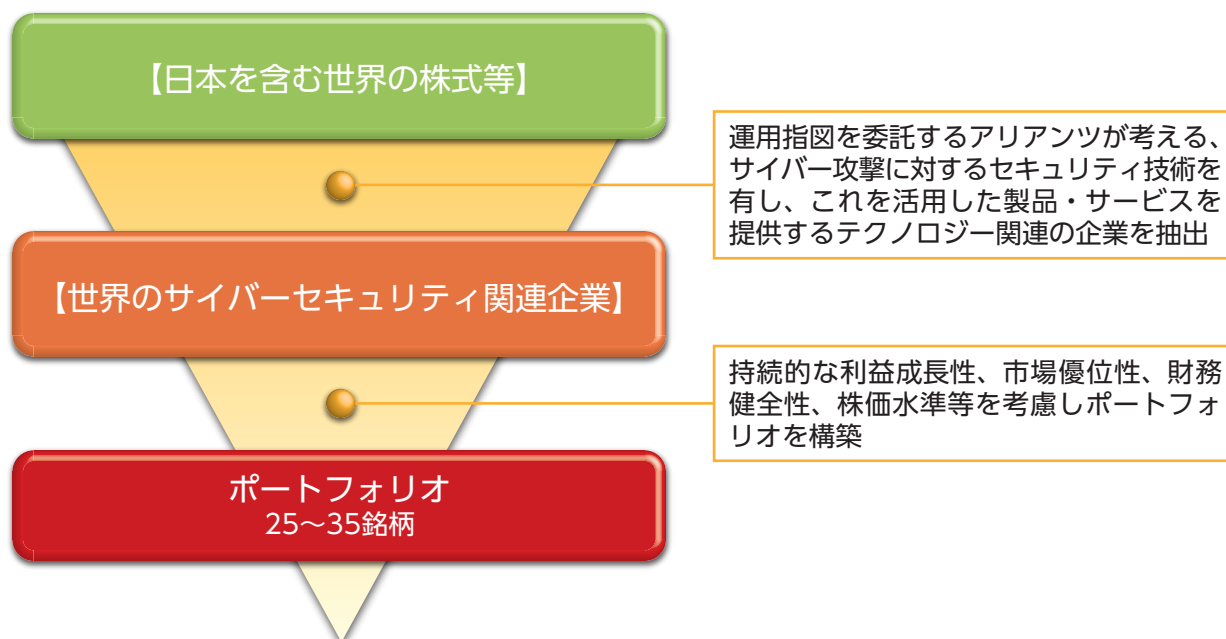 【日本を含む世界の株式等】
運用指図を委託するアリアンツが考える、
サイバー攻撃に対するセキュリティ技術を
有し、これを活用した製品・サービスを
提供するテクノロジー関連の企業を抽出
【世界のサイバーセキュリティ関連企業】
持続的な利益成長性、市場優位性、財務
健全性、株価水準等を考慮しポートフォ
リオを構築
ポートフォリオ
25～35銘柄